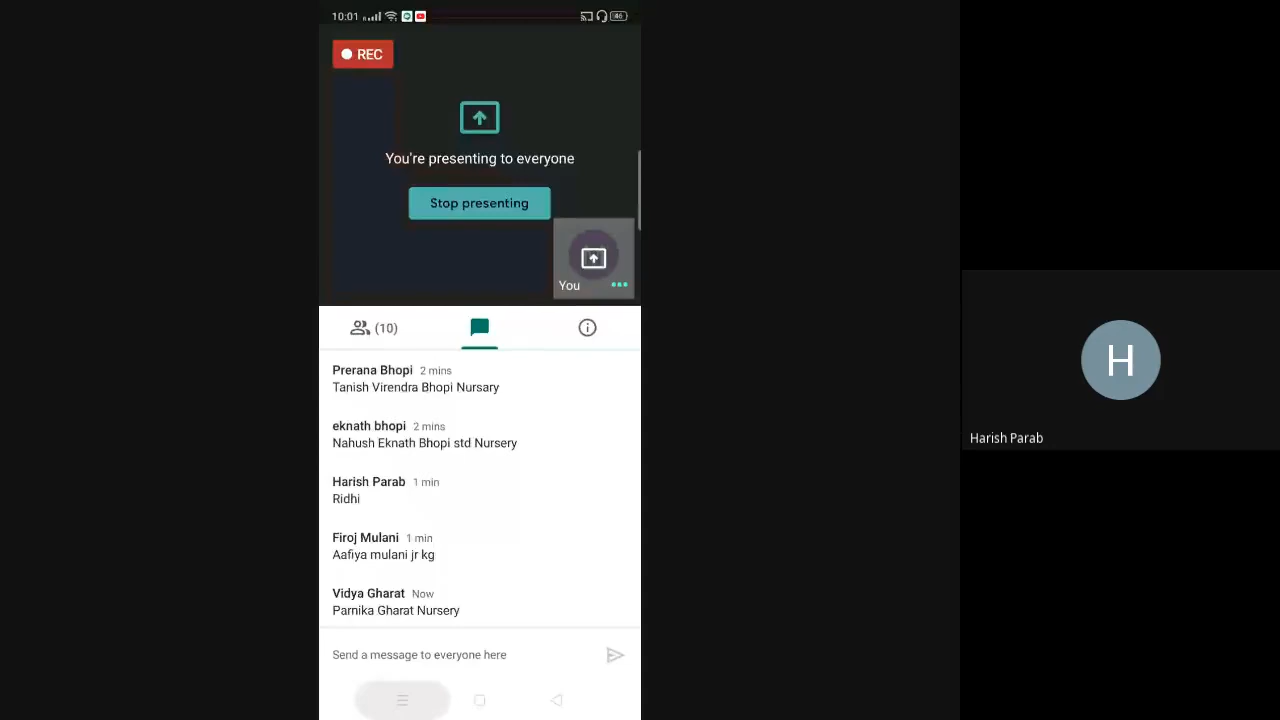 10:01
46
REC
You're presenting to everyone
Stop presenting
You
(10)
Prerana Bhopi 2 mins
Tanish Virendra Bhopi Nursary
eknath bhopi 2 mins
Nahush Eknath Bhopi std Nursery
Harish Parab 1 min
Ridhi
Firoj Mulani 1 min
Aafiya mulani jr kg
Vidya Gharat Now
Parnika Gharat Nursery
Send a message to everyone here
H
Harish Parab